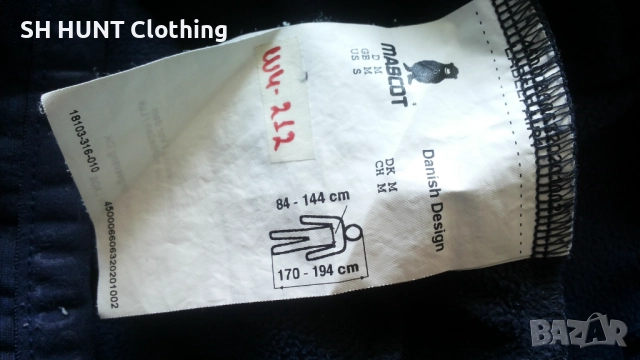 SH HUNT Clothing
MASCOT
D M
GB M
US S
DK M
CH M
Danish Design
W4-212
84 - 144 cm
170 - 194 cm
18103-316-010
450006606320201002
BAZAR